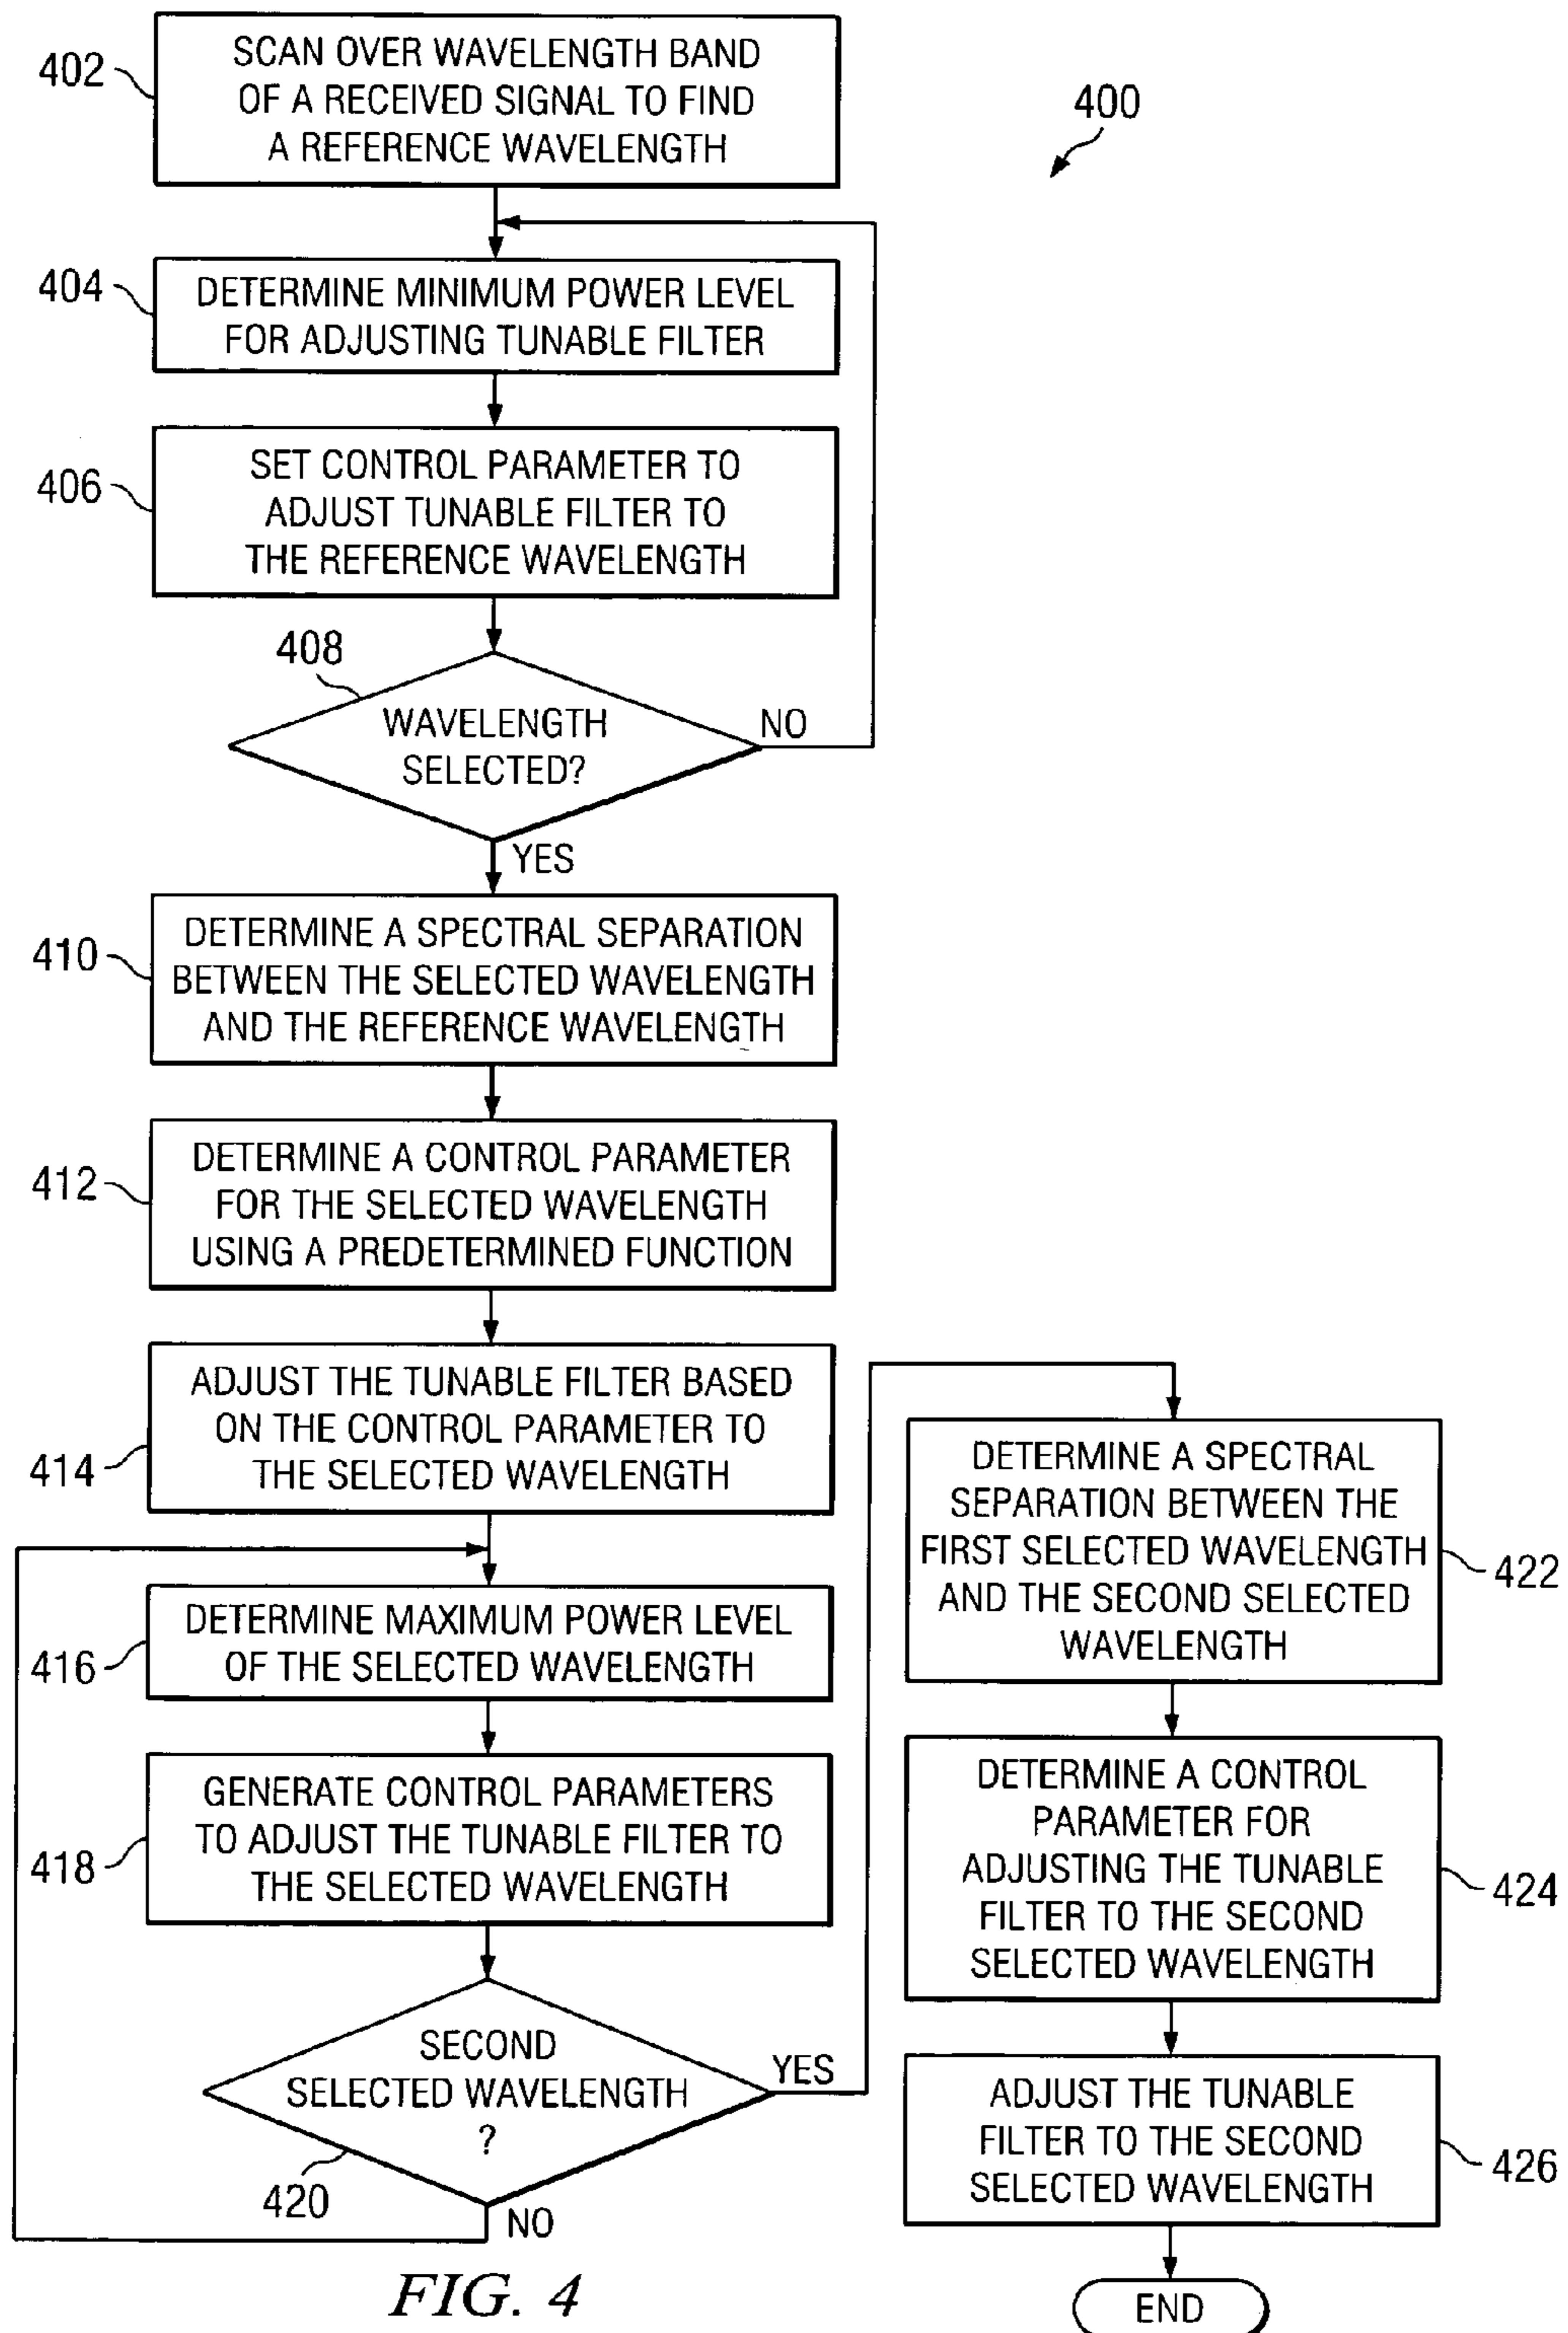 402
SCAN OVER WAVELENGTH BAND
OF A RECEIVED SIGNAL TO FIND
A REFERENCE WAVELENGTH
400
404
DETERMINE MINIMUM POWER LEVEL
FOR ADJUSTING TUNABLE FILTER
406
SET CONTROL PARAMETER TO
ADJUST TUNABLE FILTER TO
THE REFERENCE WAVELENGTH
408
WAVELENGTH
SELECTED?
NO
YES
410
DETERMINE A SPECTRAL SEPARATION
BETWEEN THE SELECTED WAVELENGTH
AND THE REFERENCE WAVELENGTH
412
DETERMINE A CONTROL PARAMETER
FOR THE SELECTED WAVELENGTH
USING A PREDETERMINED FUNCTION
414
ADJUST THE TUNABLE FILTER BASED
ON THE CONTROL PARAMETER TO
THE SELECTED WAVELENGTH
416
DETERMINE MAXIMUM POWER LEVEL
OF THE SELECTED WAVELENGTH
418
GENERATE CONTROL PARAMETERS
TO ADJUST THE TUNABLE FILTER TO
THE SELECTED WAVELENGTH
SECOND
SELECTED WAVELENGTH
?
YES
420
NO
DETERMINE A SPECTRAL
SEPARATION BETWEEN THE
FIRST SELECTED WAVELENGTH
AND THE SECOND SELECTED
WAVELENGTH
422
DETERMINE A CONTROL
PARAMETER FOR
ADJUSTING THE TUNABLE
FILTER TO THE SECOND
SELECTED WAVELENGTH
424
ADJUST THE TUNABLE
FILTER TO THE SECOND
SELECTED WAVELENGTH
426
END
FIG. 4